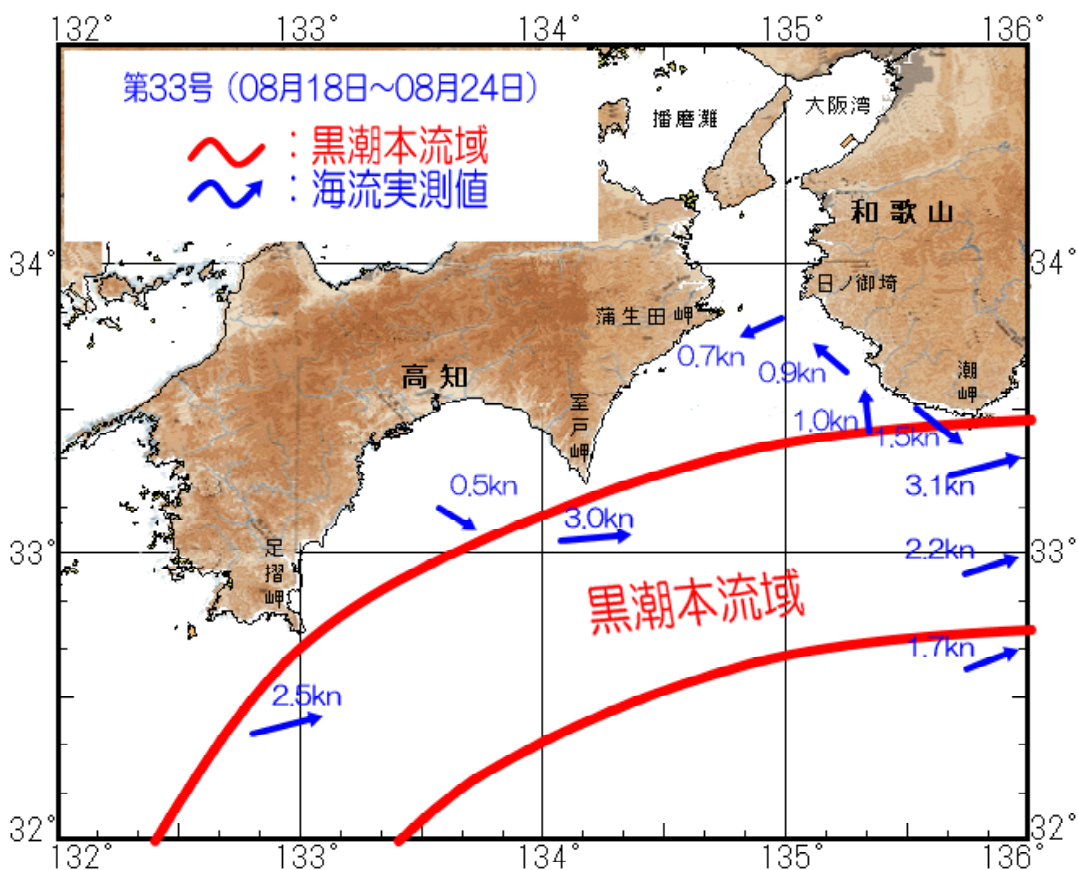 132° 133° 134° 135° 136°
第33号（08月18日～08月24日）
：黒潮本流域
：海流実測値
播磨灘
大阪湾
和歌山
34° 34°
日ノ御埼
蒲生田岬
0.7kn
0.9kn
潮岬
高知
室戸岬
1.0kn
1.5kn
3.1kn
0.5kn
3.0kn
足摺岬
33° 33°
2.2kn
黒潮本流域
1.7kn
2.5kn
32° 32°
132° 133° 134° 135° 136°